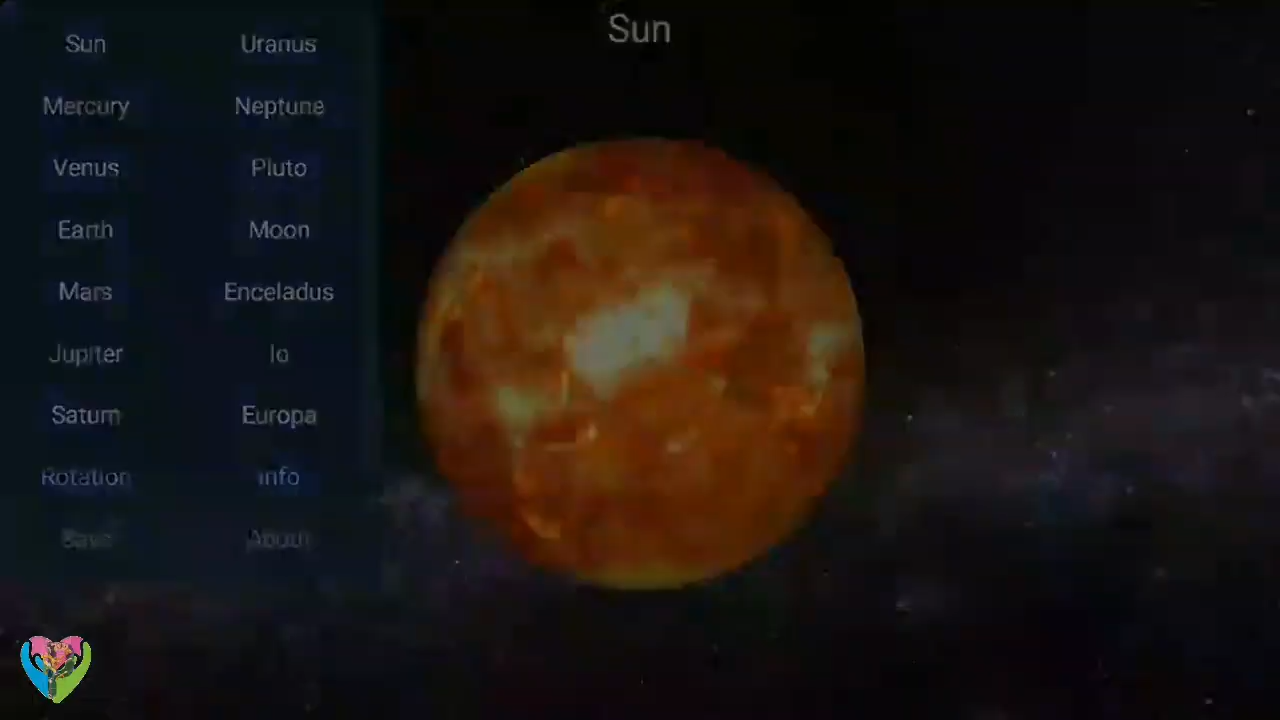 Sun
Sun Uranus
Mercury Neptune
Venus Pluto
Earth Moon
Mars Enceladus
Jupiter Io
Saturn Europa
Rotation Info
About